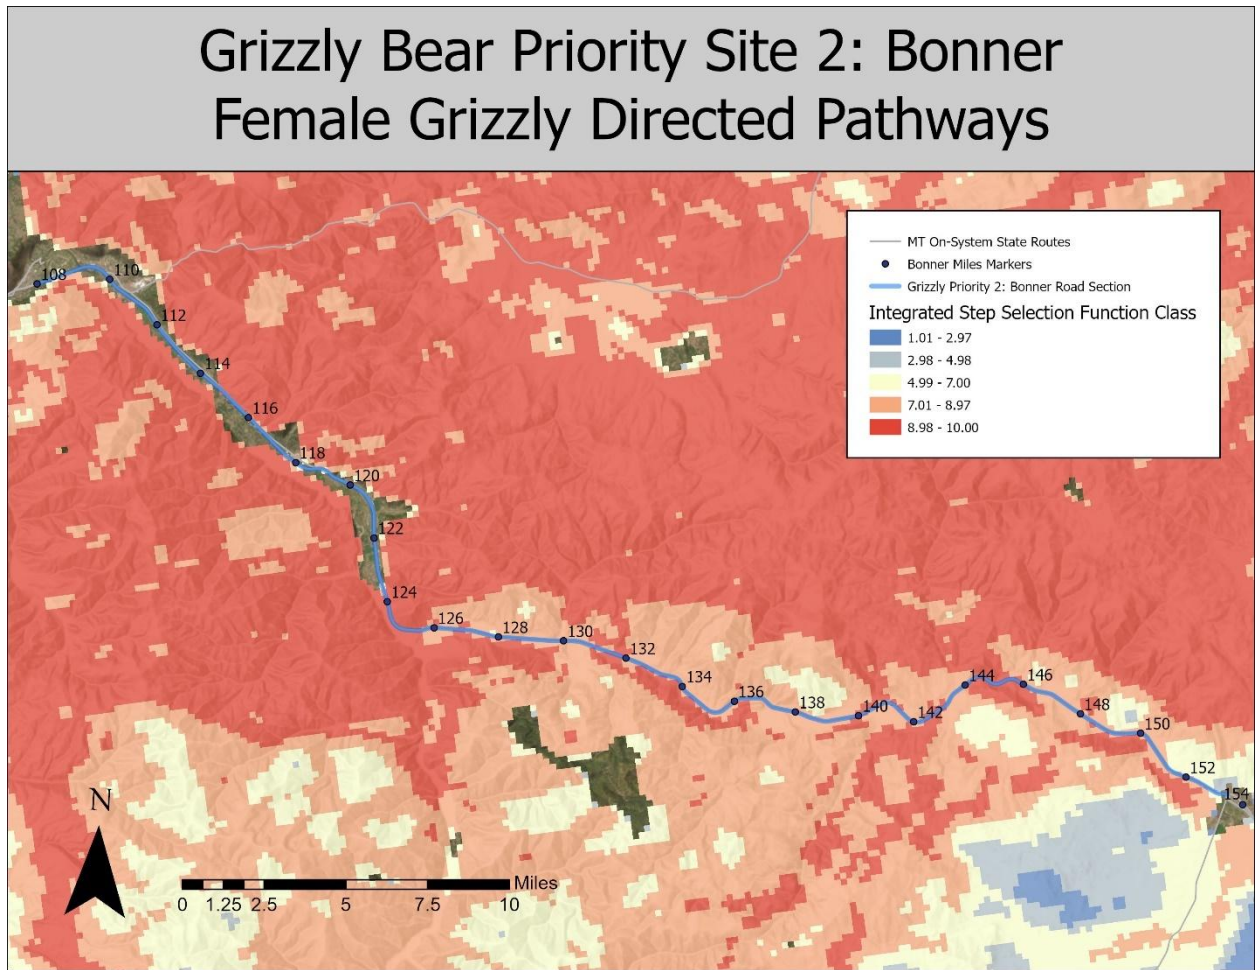 Grizzly Bear Priority Site 2: Bonner
Female Grizzly Directed Pathways
MT On-System State Routes
Bonner Miles Markers
Grizzly Priority 2: Bonner Road Section
Integrated Step Selection Function Class
1.01 - 2.97
2.98 - 4.98
4.99 - 7.00
7.01 - 8.97
8.98 - 10.00
108
110
112
114
116
118
120
122
124
126
128
130
132
134
136
138
140
142
144
146
148
150
152
154
N
Miles
0 1.25 2.5 5 7.5 10